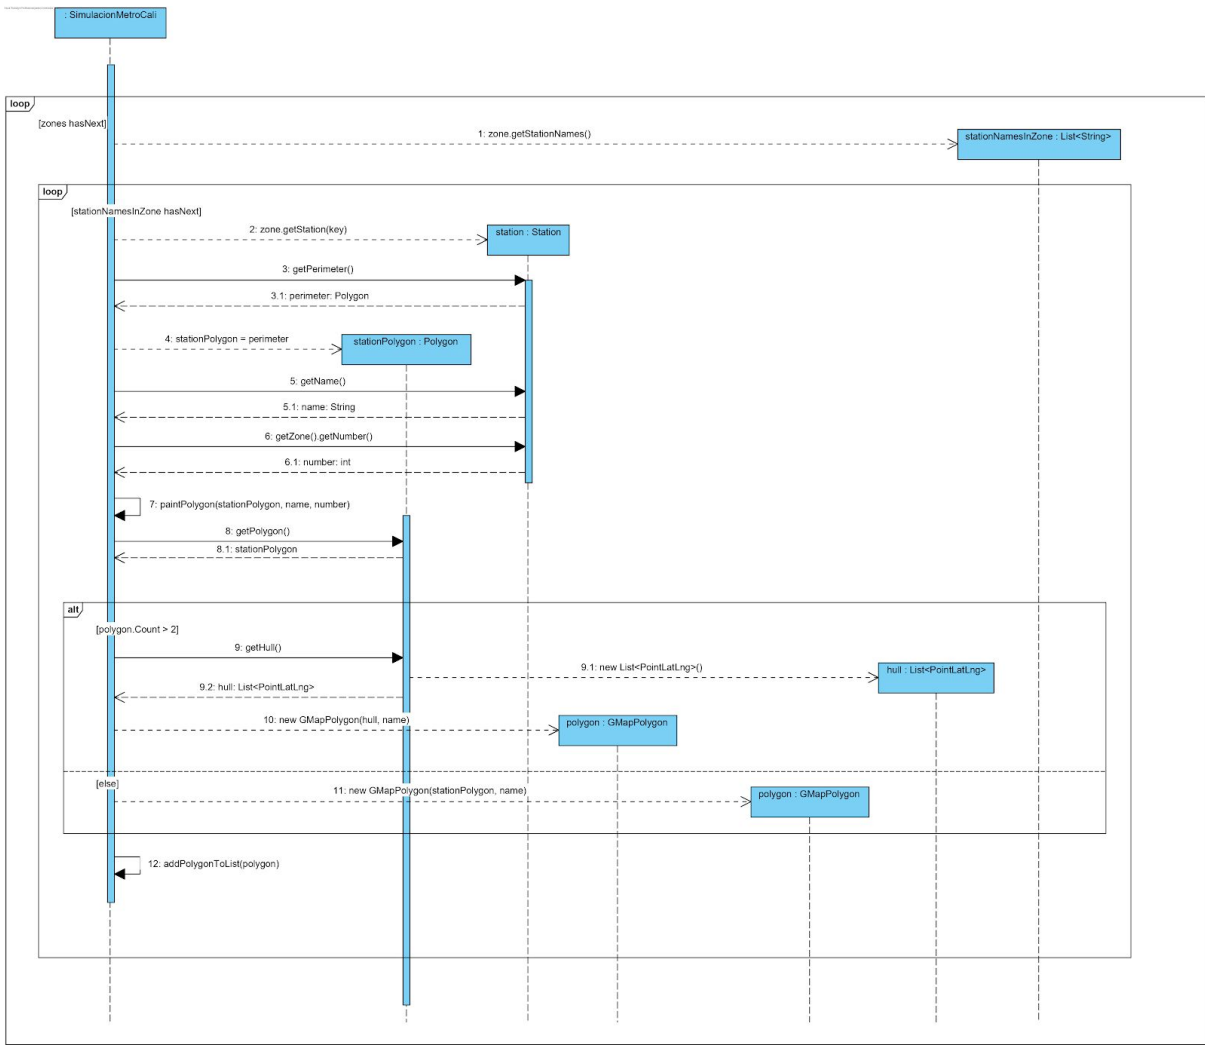 : SimulacionMetroCali
loop
[zones hasNext]
1: zone.getStationNames()
stationNamesInZone : List<String>
loop
[stationNamesInZone hasNext]
2: zone.getStation(key)
station : Station
3: getPerimeter()
3.1: perimeter: Polygon
4: stationPolygon = perimeter
stationPolygon : Polygon
5: getName()
5.1: name: String
6: getZone().getNumber()
6.1: number: int
7: paintPolygon(stationPolygon, name, number)
8: getPolygon()
8.1: stationPolygon
alt
[polygon.Count > 2]
9: getHull()
9.1: new List<PointLatLng>()
hull : List<PointLatLng>
9.2: hull: List<PointLatLng>
10: new GMapPolygon(hull, name)
polygon : GMapPolygon
[else]
11: new GMapPolygon(stationPolygon, name)
polygon : GMapPolygon
12: addPolygonToList(polygon)